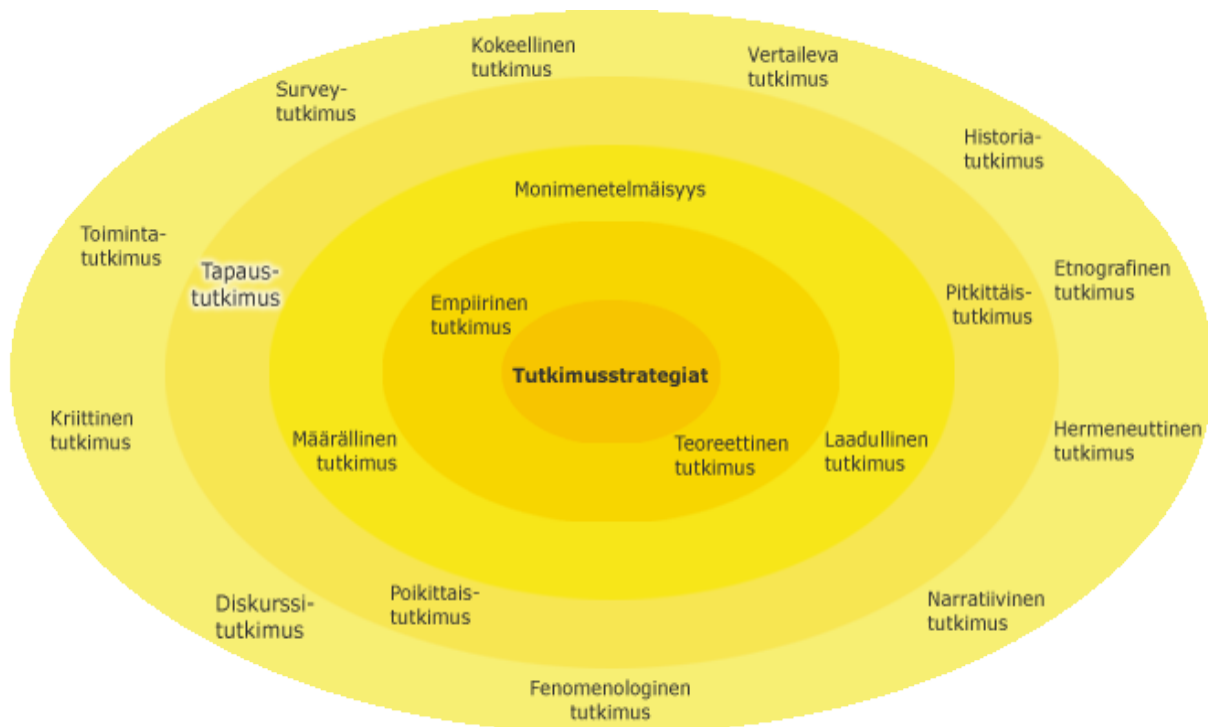 Kokeellinen
tutkimus
Vertaileva
tutkimus
Survey-
tutkimus
Historia-
tutkimus
Monimenetelmäisyys
Toiminta-
tutkimus
Tapaus-
tutkimus
Etnografinen
tutkimus
Pitkittäis-
tutkimus
Empiirinen
tutkimus
Tutkimusstrategiat
Kriittinen
tutkimus
Määrällinen
tutkimus
Teoreettinen
tutkimus
Laadullinen
tutkimus
Hermeneuttinen
tutkimus
Diskurssi-
tutkimus
Poikittais-
tutkimus
Narratiivinen
tutkimus
Fenomenologinen
tutkimus